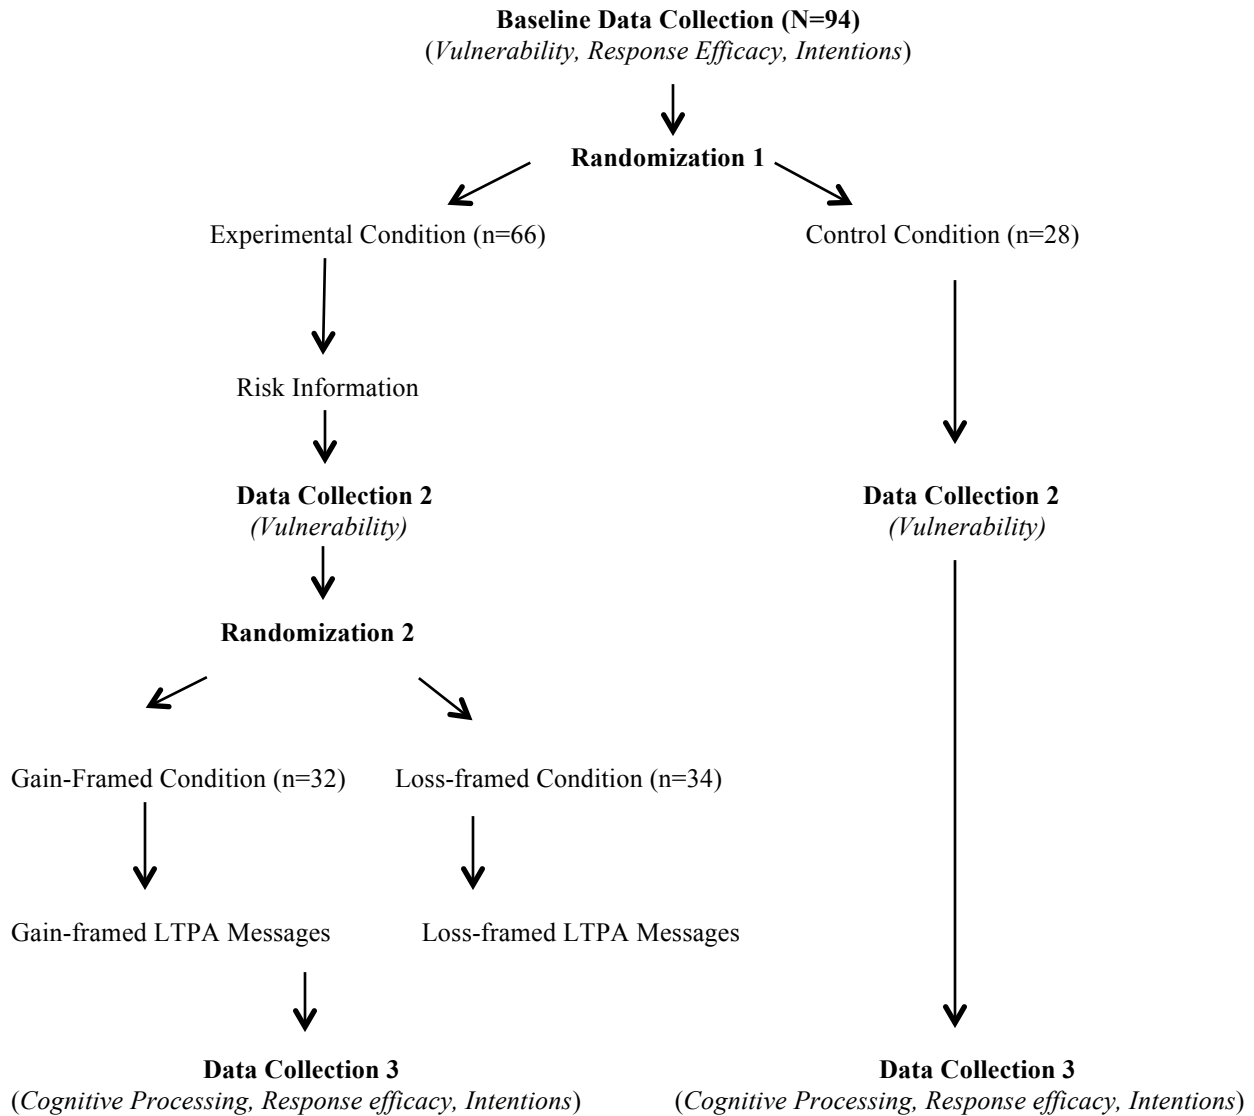 Baseline Data Collection (N=94)
(Vulnerability, Response Efficacy, Intentions)
Randomization 1
Experimental Condition (n=66)
Control Condition (n=28)
Risk Information
Data Collection 2
(Vulnerability)
Data Collection 2
(Vulnerability)
Randomization 2
Gain-Framed Condition (n=32)
Loss-framed Condition (n=34)
Gain-framed LTPA Messages
Loss-framed LTPA Messages
Data Collection 3
(Cognitive Processing, Response efficacy, Intentions)
Data Collection 3
(Cognitive Processing, Response efficacy, Intentions)